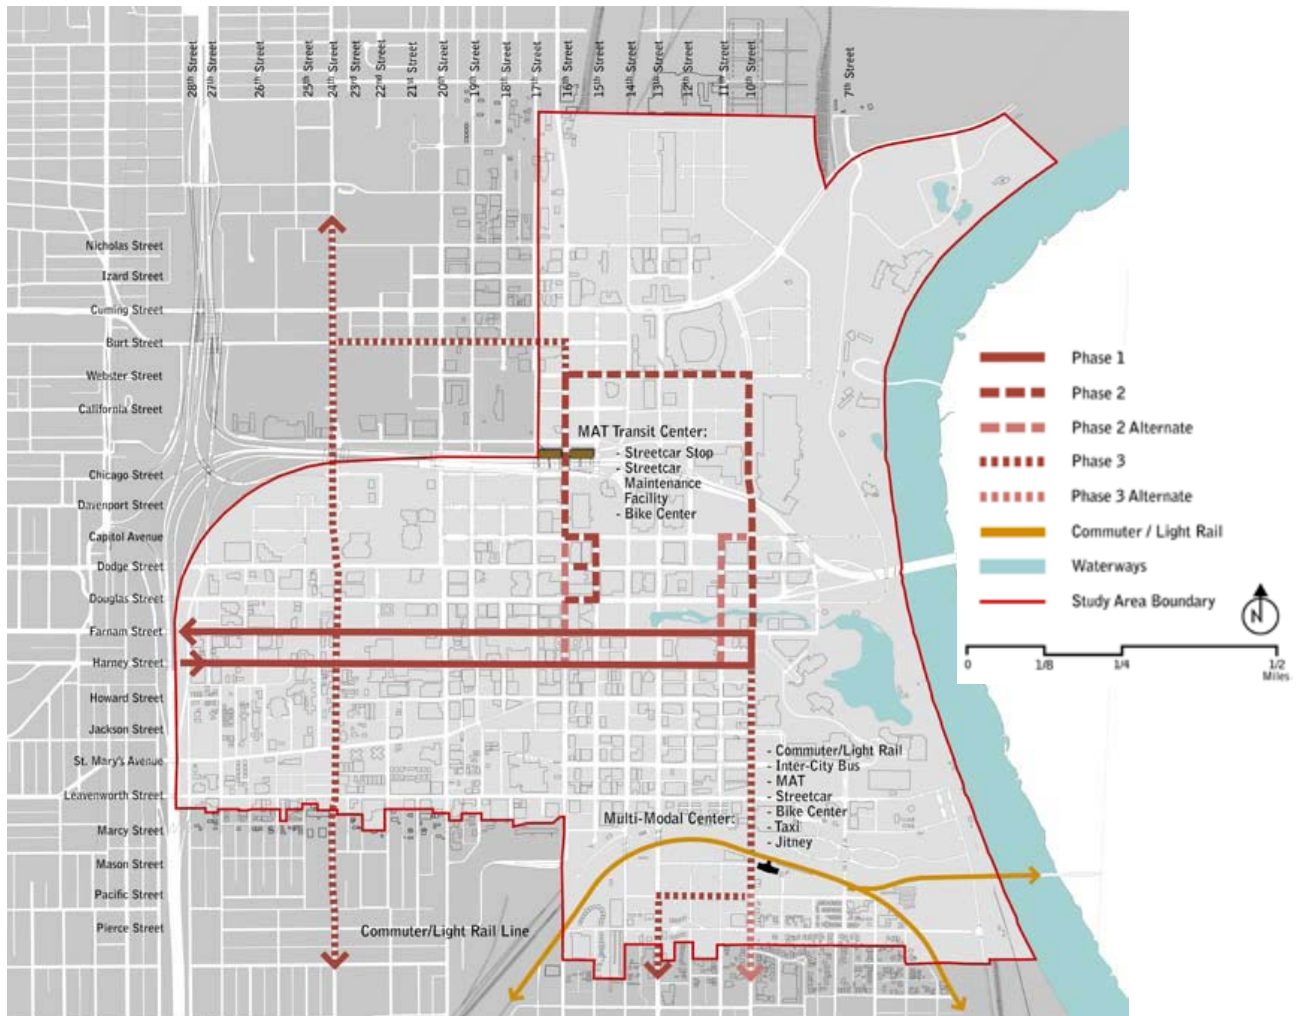 28th Street
27th Street
26th Street
25th Street
24th Street
23rd Street
22nd Street
21st Street
20th Street
19th Street
18th Street
17th Street
16th Street
15th Street
14th Street
13th Street
12th Street
11th Street
10th Street
7th Street
Nicholas Street
Izard Street
Cuming Street
Burt Street
Webster Street
California Street
Chicago Street
Davenport Street
Capitol Avenue
Dodge Street
Douglas Street
Farnam Street
Harney Street
Howard Street
Jackson Street
St. Mary's Avenue
Leavenworth Street
Marcy Street
Mason Street
Pacific Street
Pierce Street
MAT Transit Center:
- Streetcar Stop
- Streetcar
Maintenance
Facility
- Bike Center
Multi-Modal Center:
- Commuter/Light Rail
- Inter-City Bus
- MAT
- Streetcar
- Bike Center
- Taxi
- Jitney
Commuter/Light Rail Line
Phase 1
Phase 2
Phase 2 Alternate
Phase 3
Phase 3 Alternate
Commuter / Light Rail
Waterways
Study Area Boundary
N
0 1/8 1/4 1/2
Miles